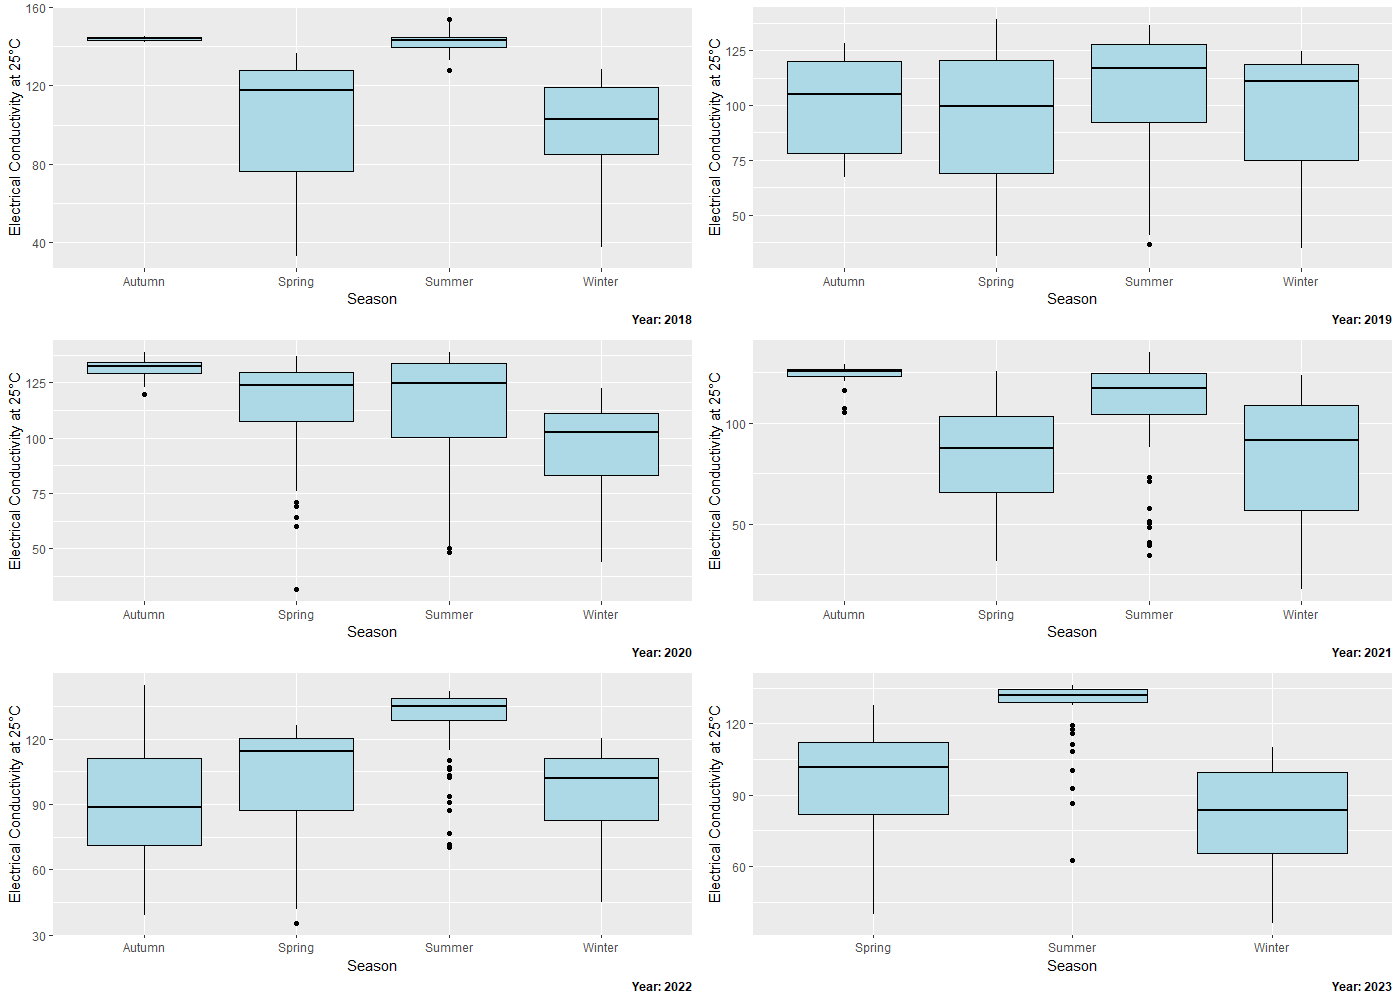 Electrical Conductivity at 25°C
160
120
80
40
Autumn Spring Summer Winter
Season
Year: 2018
Electrical Conductivity at 25°C
125
100
75
50
Autumn Spring Summer Winter
Season
Year: 2019
Electrical Conductivity at 25°C
125
100
75
50
Autumn Spring Summer Winter
Season
Year: 2020
Electrical Conductivity at 25°C
100
50
Autumn Spring Summer Winter
Season
Year: 2021
Electrical Conductivity at 25°C
120
90
60
30
Autumn Spring Summer Winter
Season
Year: 2022
Electrical Conductivity at 25°C
120
90
60
Spring Summer Winter
Season
Year: 2023